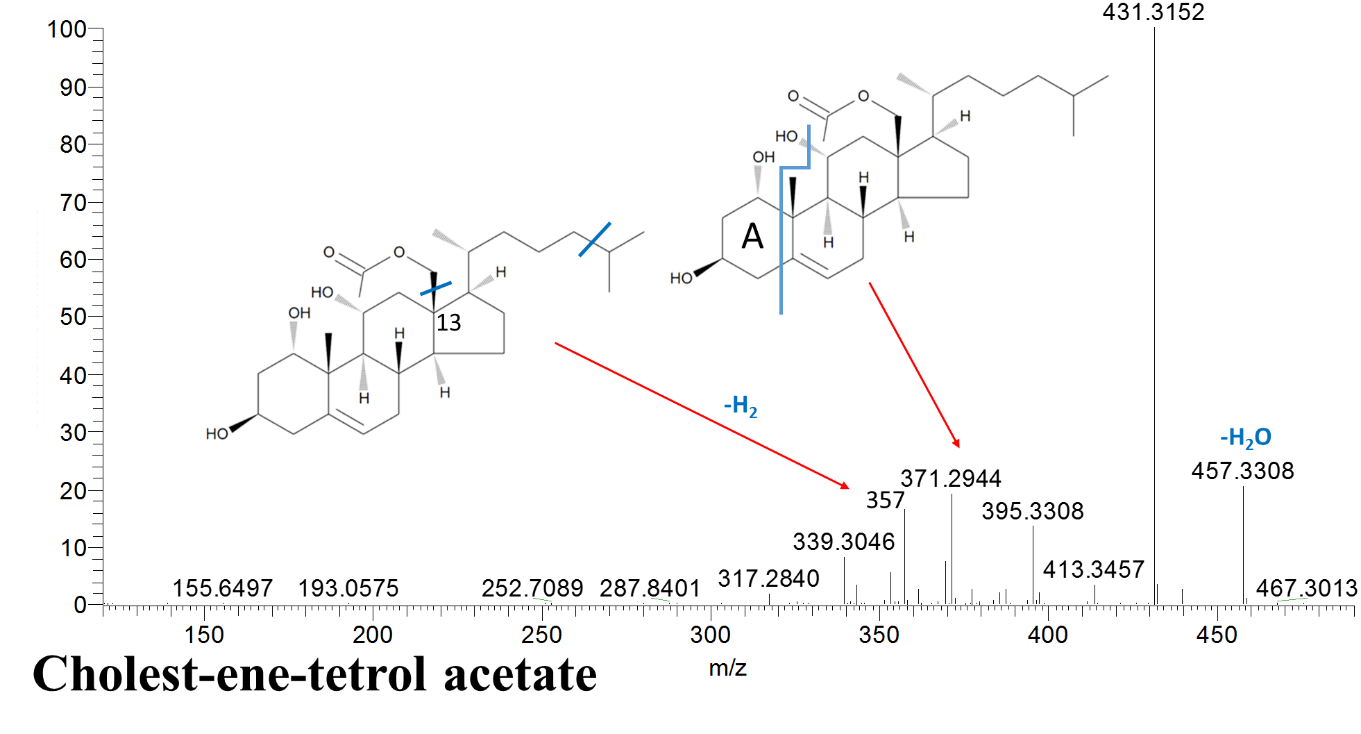 431.3152
100
90
80
70
60
50
40
30
20
10
0
O
O
HO
OH
H
H
H
H
A
HO
O
O
HO
OH
H
13
H
H
H
HO
-H2
-H2O
457.3308
371.2944
357
395.3308
339.3046
413.3457
317.2840
155.6497 193.0575 252.7089 287.8401 467.3013
150 200 250 300 350 400 450
m/z
Cholest-ene-tetrol acetate